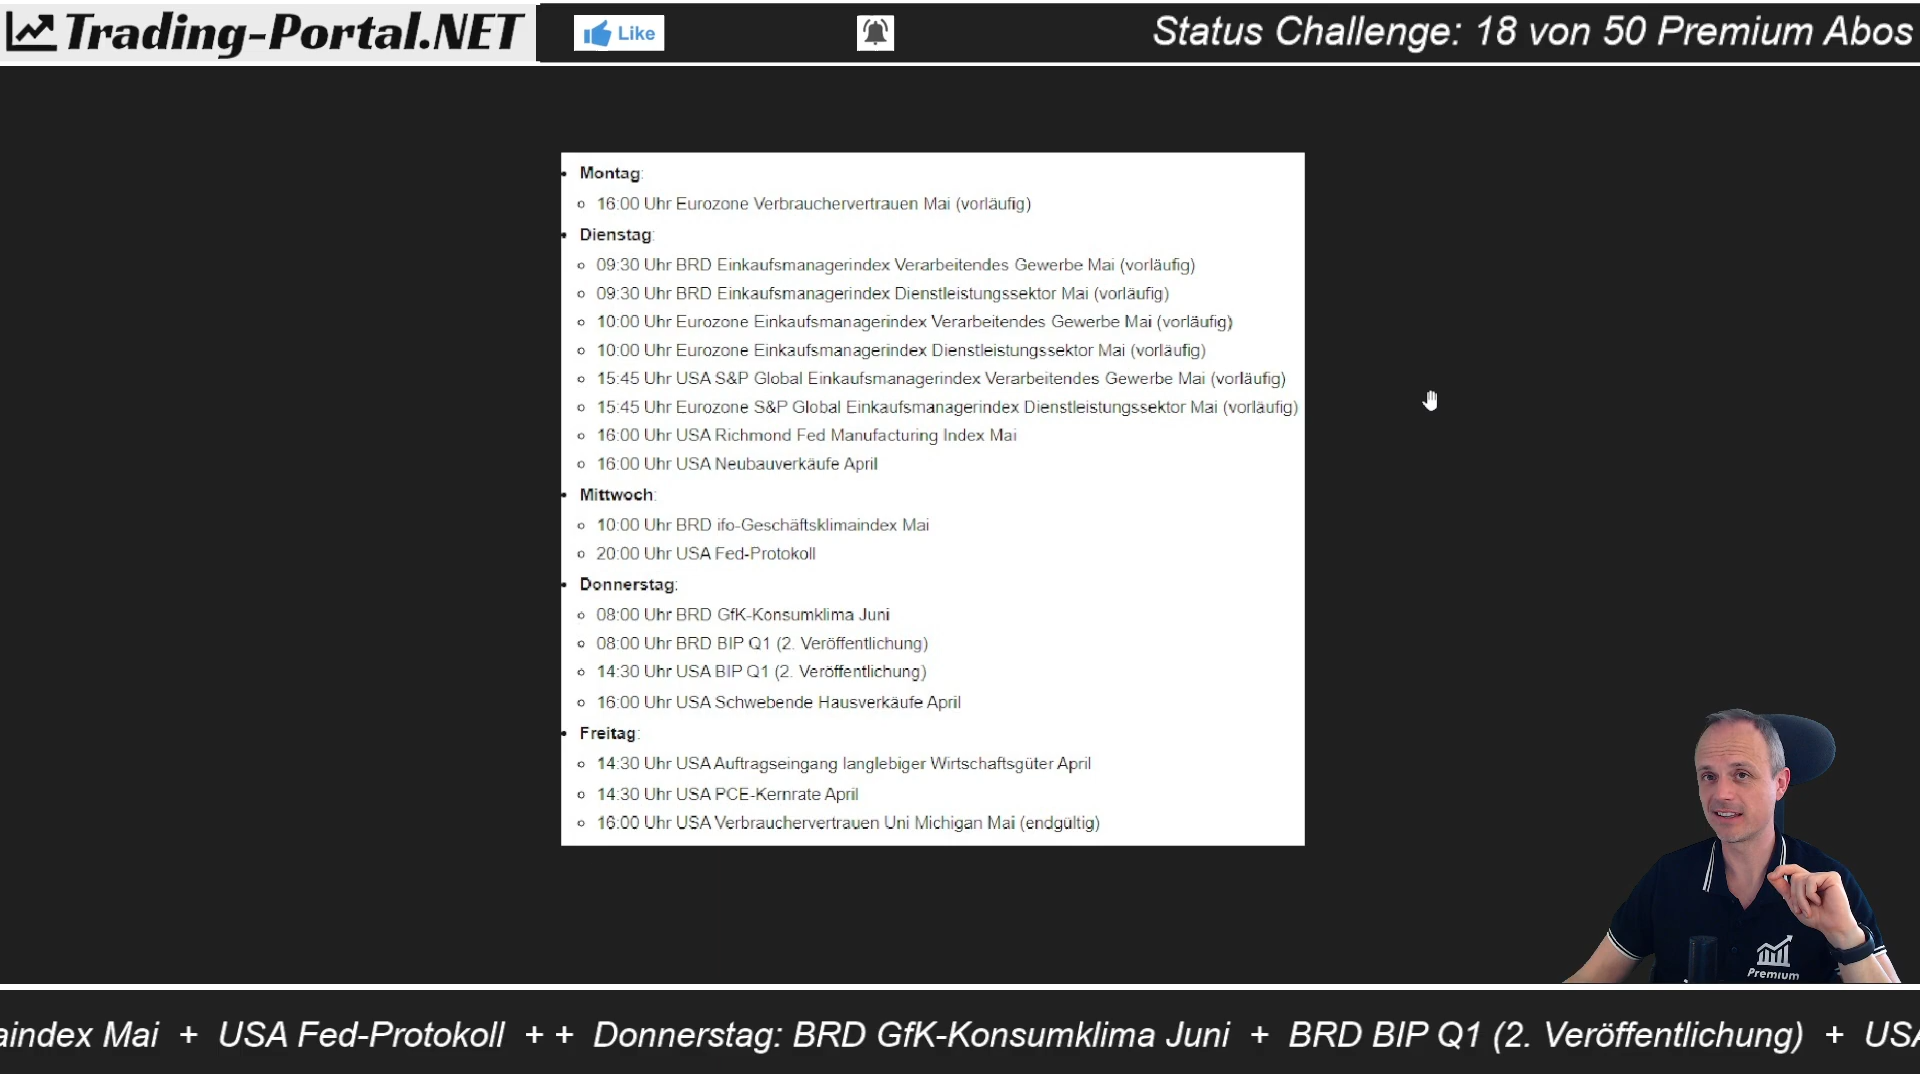 Trading-Portal.NET
Like
Status Challenge: 18 von 50 Premium Abos
Montag:
16:00 Uhr Eurozone Verbrauchervertrauen Mai (vorläufig)
Dienstag:
09:30 Uhr BRD Einkaufsmanagerindex Verarbeitendes Gewerbe Mai (vorläufig)
09:30 Uhr BRD Einkaufsmanagerindex Dienstleistungssektor Mai (vorläufig)
10:00 Uhr Eurozone Einkaufsmanagerindex Verarbeitendes Gewerbe Mai (vorläufig)
10:00 Uhr Eurozone Einkaufsmanagerindex Dienstleistungssektor Mai (vorläufig)
15:45 Uhr USA S&P Global Einkaufsmanagerindex Verarbeitendes Gewerbe Mai (vorläufig)
15:45 Uhr Eurozone S&P Global Einkaufsmanagerindex Dienstleistungssektor Mai (vorläufig)
16:00 Uhr USA Richmond Fed Manufacturing Index Mai
16:00 Uhr USA Neubauverkäufe April
Mittwoch:
10:00 Uhr BRD ifo-Geschäftsklimaindex Mai
20:00 Uhr USA Fed-Protokoll
Donnerstag:
08:00 Uhr BRD GfK-Konsumklima Juni
08:00 Uhr BRD BIP Q1 (2. Veröffentlichung)
14:30 Uhr USA BIP Q1 (2. Veröffentlichung)
16:00 Uhr USA Schwebende Hausverkäufe April
Freitag:
14:30 Uhr USA Auftragseingang langlebiger Wirtschaftsgüter April
14:30 Uhr USA PCE-Kernrate April
16:00 Uhr USA Verbrauchervertrauen Uni Michigan Mai (endgültig)
Premium
aindex Mai + USA Fed-Protokoll + + Donnerstag: BRD GfK-Konsumklima Juni + BRD BIP Q1 (2. Veröffentlichung) + USA